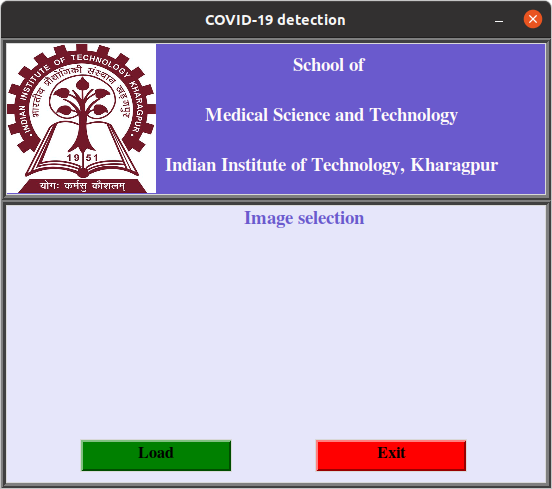 COVID-19 detection
INDIAN INSTITUTE OF TECHNOLOGY KHARAGPUR
भारतीय प्रौद्योगिकी संस्थान खड़गपुर
1951
योगः कर्मसु कौशलम्
School of
Medical Science and Technology
Indian Institute of Technology, Kharagpur
Image selection
Load
Exit